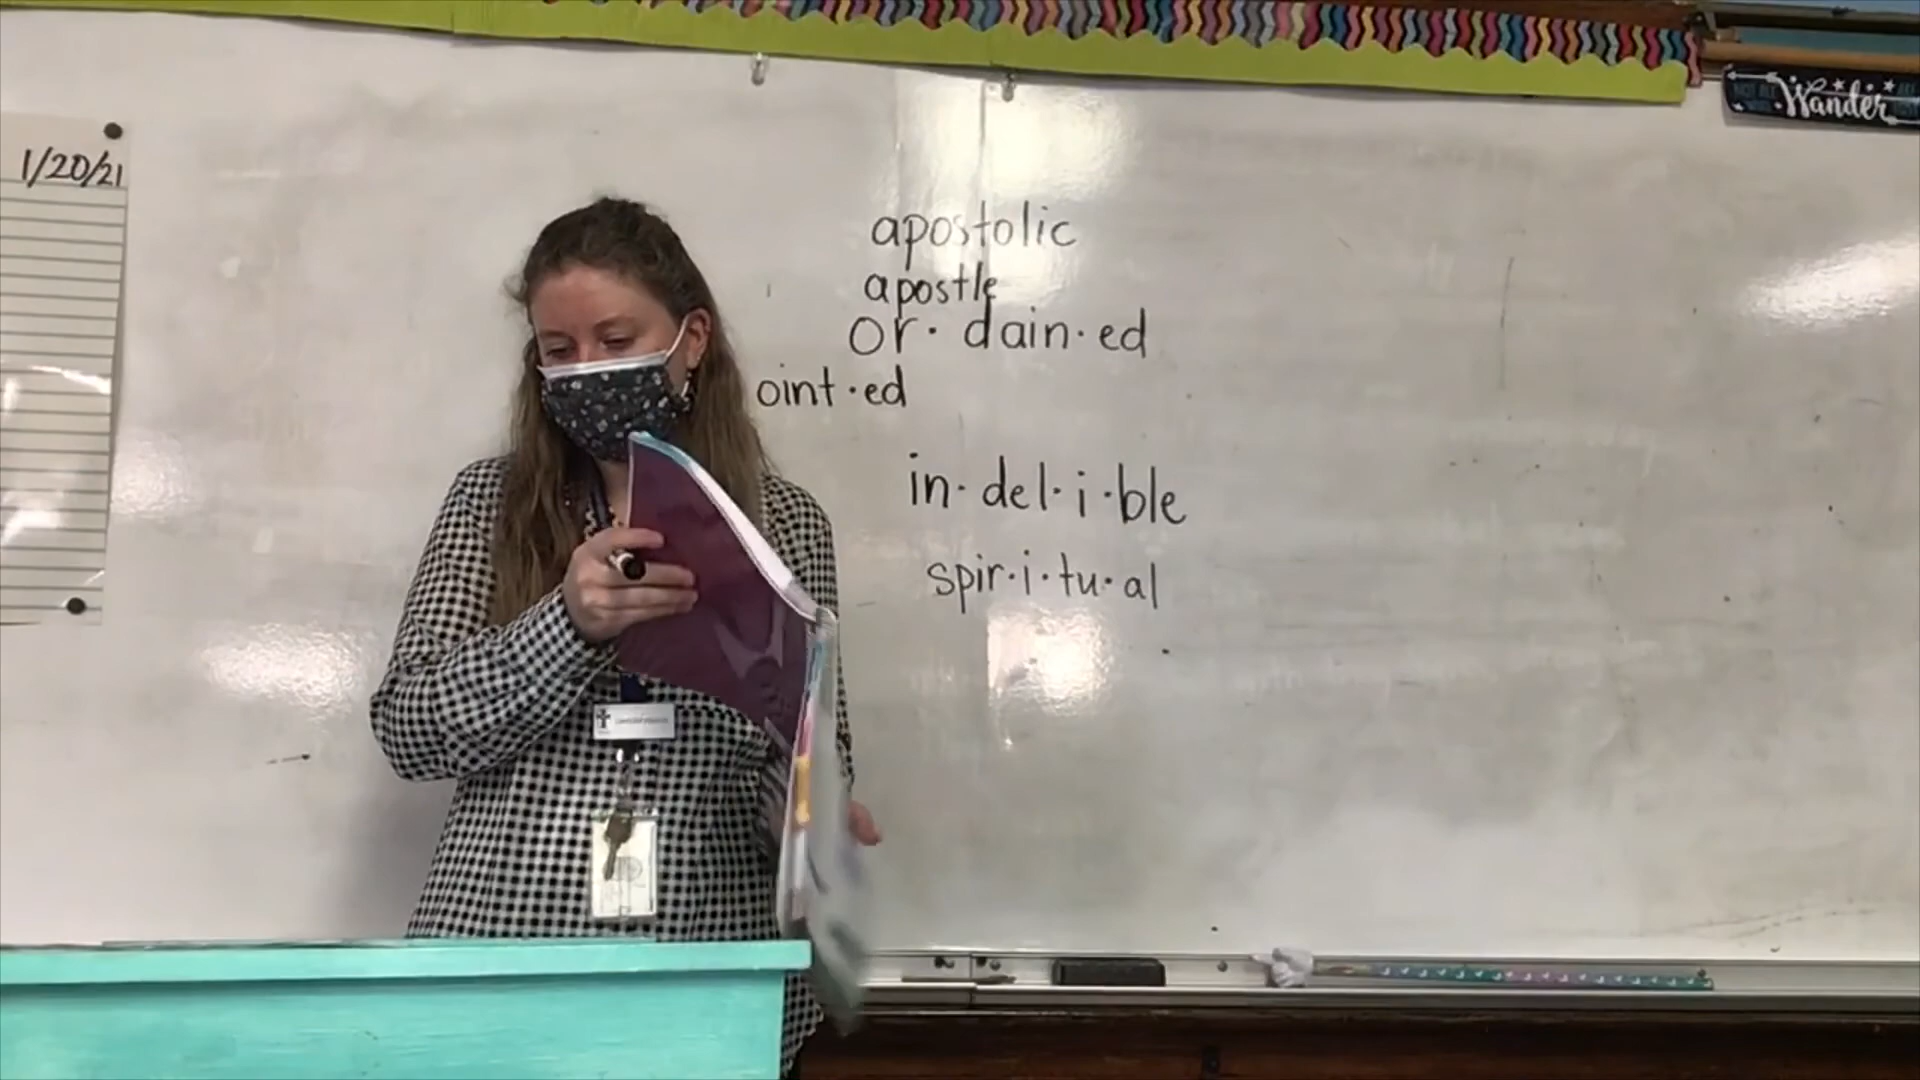 1/20/21
Wander
apostolic
apostle
or·dain·ed
oint·ed
in·del·i·ble
spir·i·tu·al